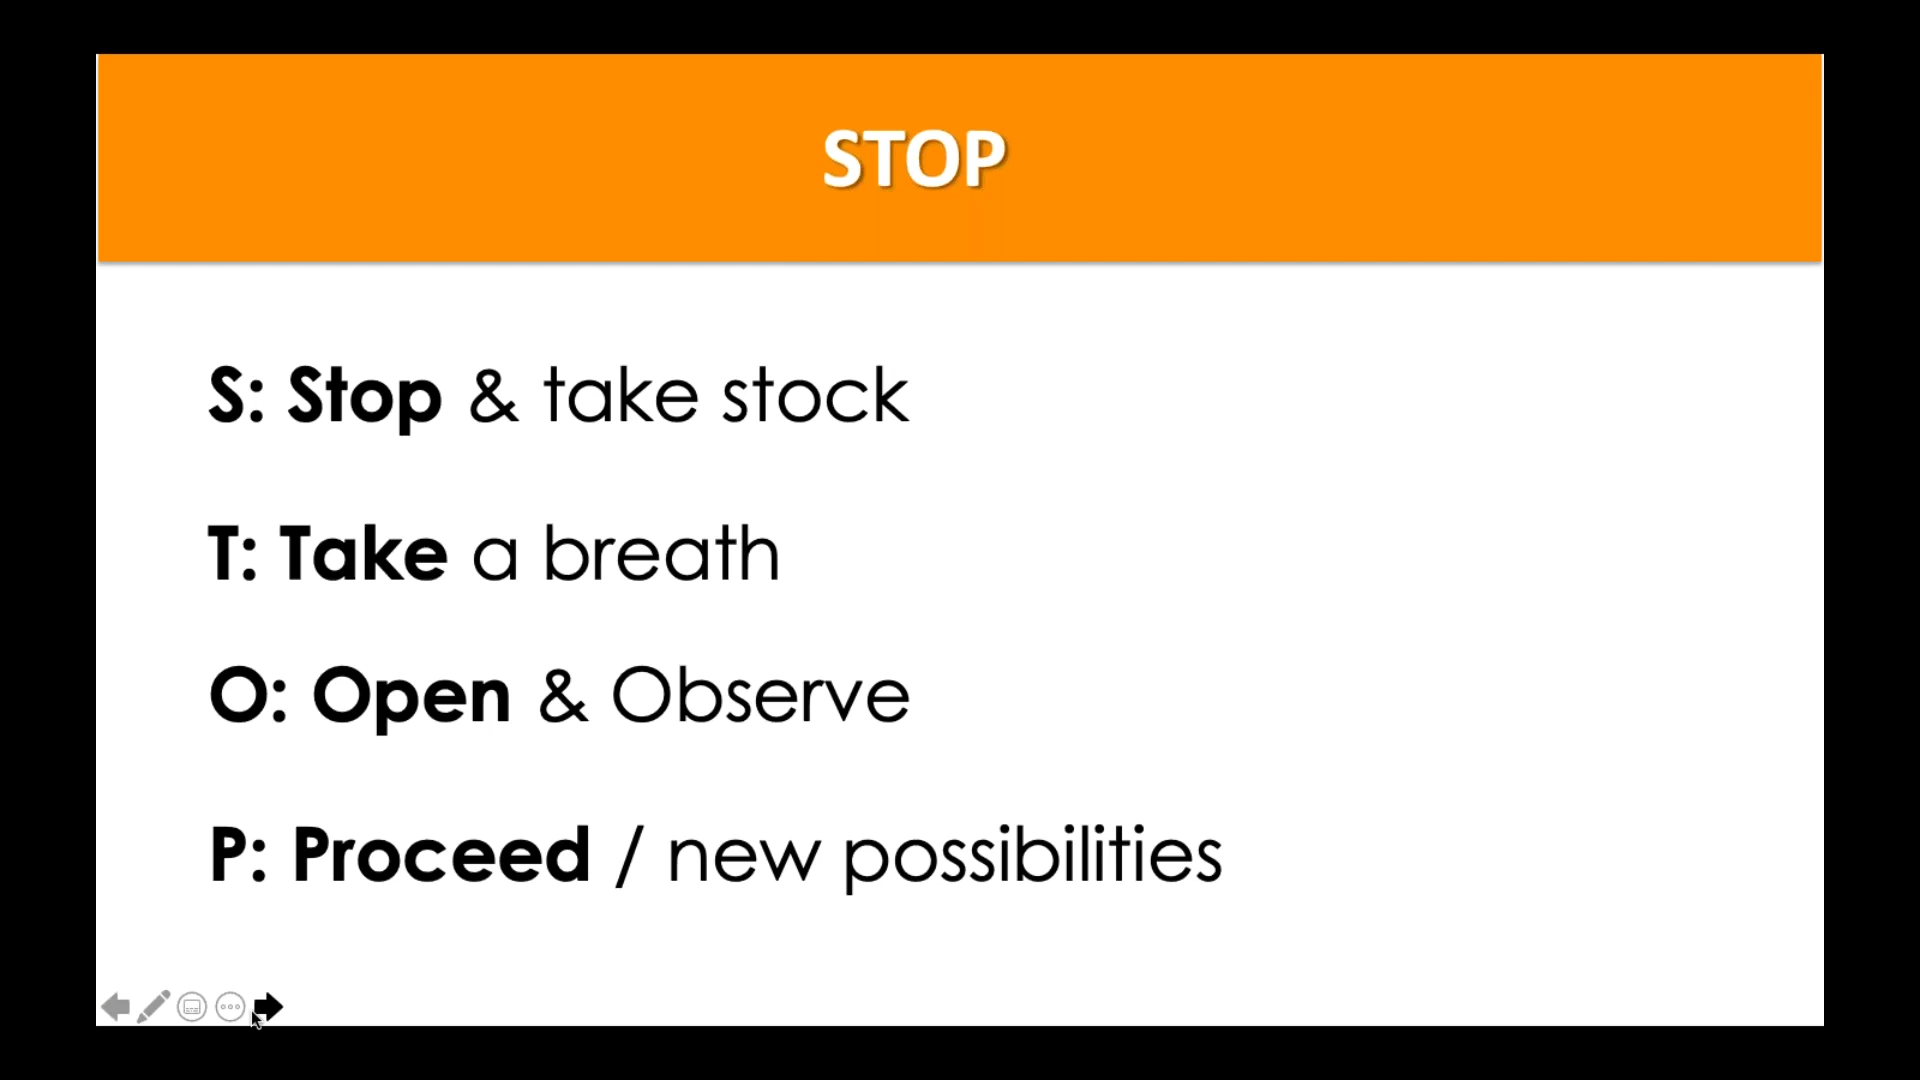 STOP
S: Stop & take stock
T: Take a breath
O: Open & Observe
P: Proceed / new possibilities